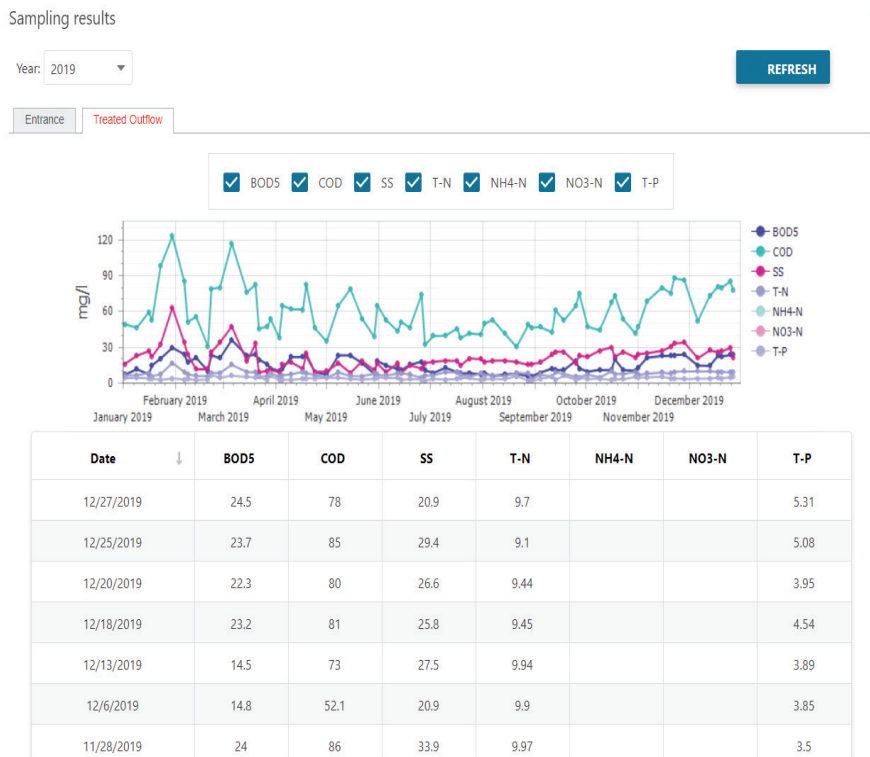 Sampling results
Year: 2019
REFRESH
Entrance Treated Outflow
BOD5 COD SS T-N NH4-N NO3-N T-P
120
90
60
30
0
mg/l
BOD5
COD
SS
T-N
NH4-N
NO3-N
T-P
February 2019 April 2019 June 2019 August 2019 October 2019 December 2019
January 2019 March 2019 May 2019 July 2019 September 2019 November 2019
Date ↓ BOD5 COD SS T-N NH4-N NO3-N T-P
12/27/2019 24.5 78 20.9 9.7 5.31
12/25/2019 23.7 85 29.4 9.1 5.08
12/20/2019 22.3 80 26.6 9.44 3.95
12/18/2019 23.2 81 25.8 9.45 4.54
12/13/2019 14.5 73 27.5 9.94 3.89
12/6/2019 14.8 52.1 20.9 9.9 3.85
11/28/2019 24 86 33.9 9.97 3.5